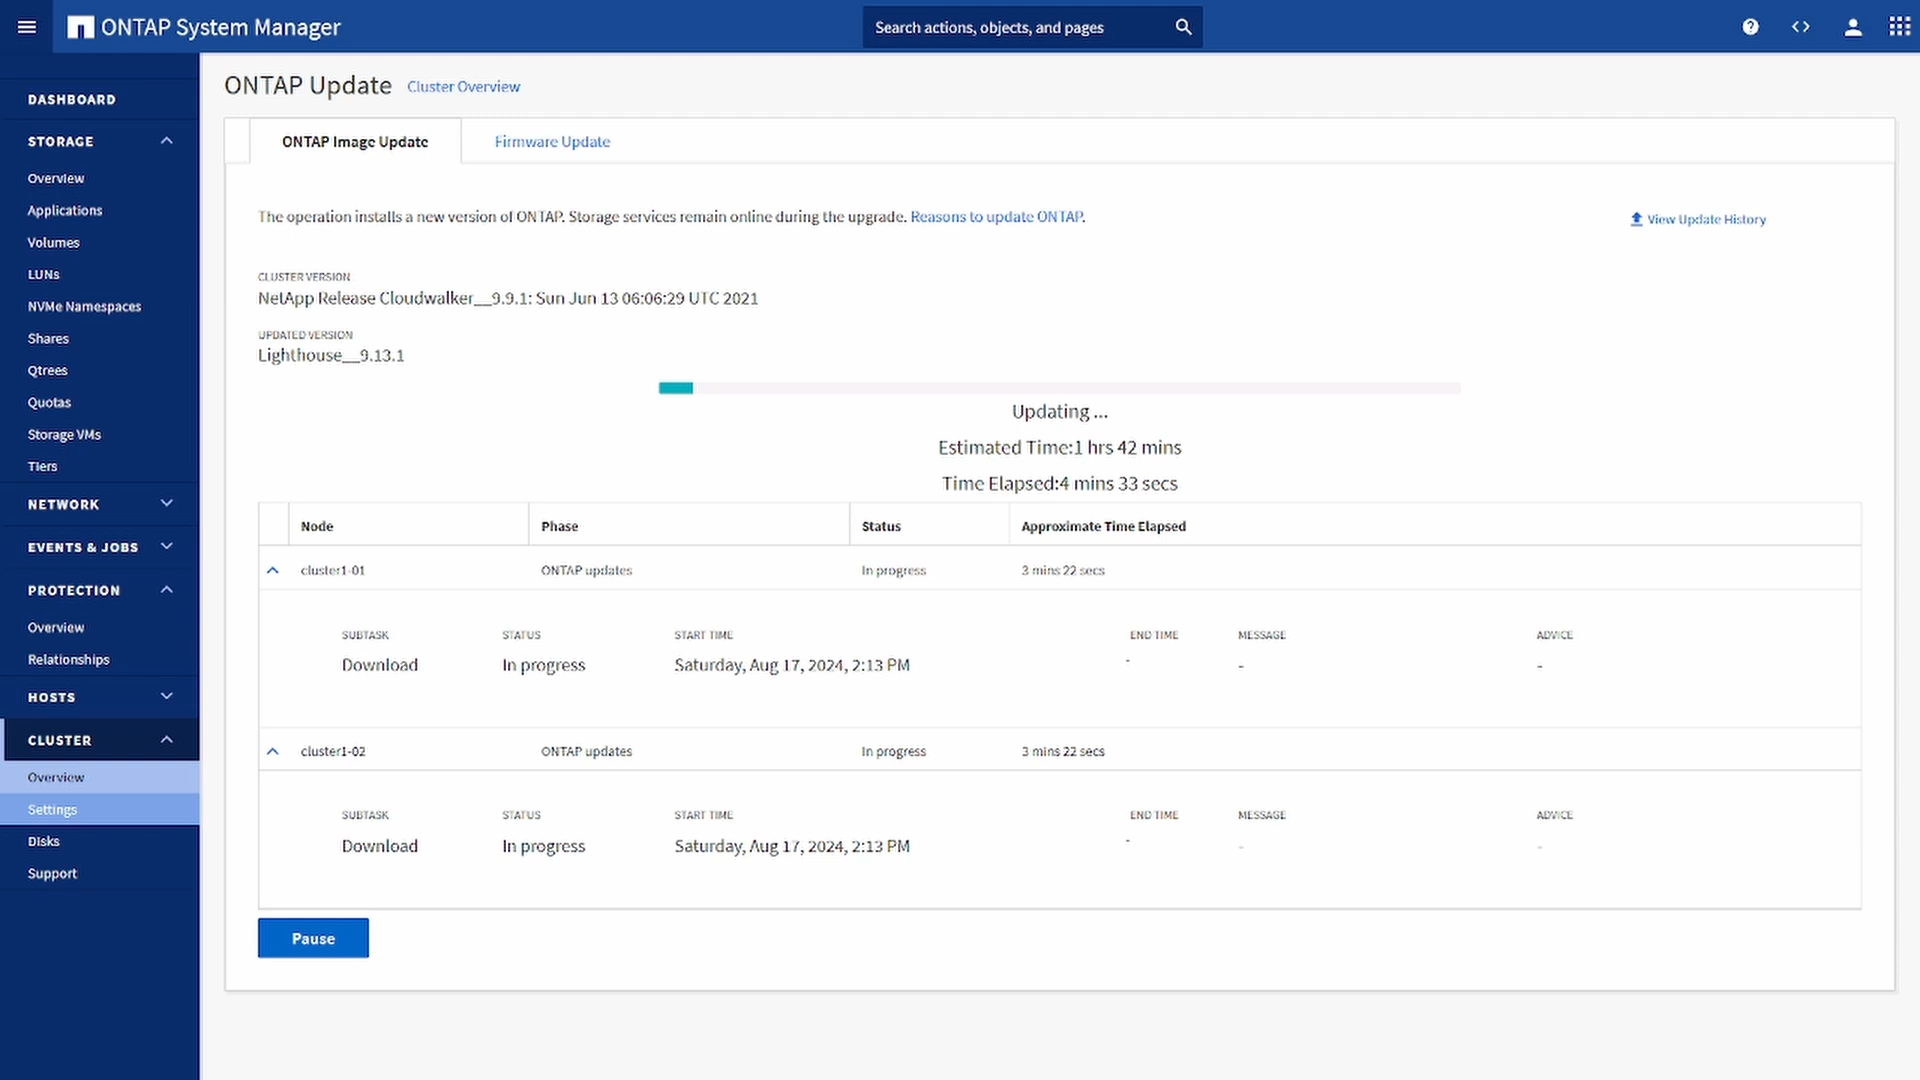 ONTAP System Manager
Search actions, objects, and pages
DASHBOARD
STORAGE
Overview
Applications
Volumes
LUNs
NVMe Namespaces
Shares
Qtrees
Quotas
Storage VMs
Tiers
NETWORK
EVENTS & JOBS
PROTECTION
Overview
Relationships
HOSTS
CLUSTER
Overview
Settings
Disks
Support
ONTAP Update Cluster Overview
ONTAP Image Update Firmware Update
The operation installs a new version of ONTAP. Storage services remain online during the upgrade. Reasons to update ONTAP.
View Update History
CLUSTER VERSION
NetApp Release Cloudwalker__9.9.1: Sun Jun 13 06:06:29 UTC 2021
UPDATED VERSION
Lighthouse__9.13.1
Updating ...
Estimated Time:1 hrs 42 mins
Time Elapsed:4 mins 33 secs
Node Phase Status Approximate Time Elapsed
cluster1-01 ONTAP updates In progress 3 mins 22 secs
SUBTASK STATUS START TIME END TIME MESSAGE ADVICE
Download In progress Saturday, Aug 17, 2024, 2:13 PM - - -
cluster1-02 ONTAP updates In progress 3 mins 22 secs
SUBTASK STATUS START TIME END TIME MESSAGE ADVICE
Download In progress Saturday, Aug 17, 2024, 2:13 PM - - -
Pause